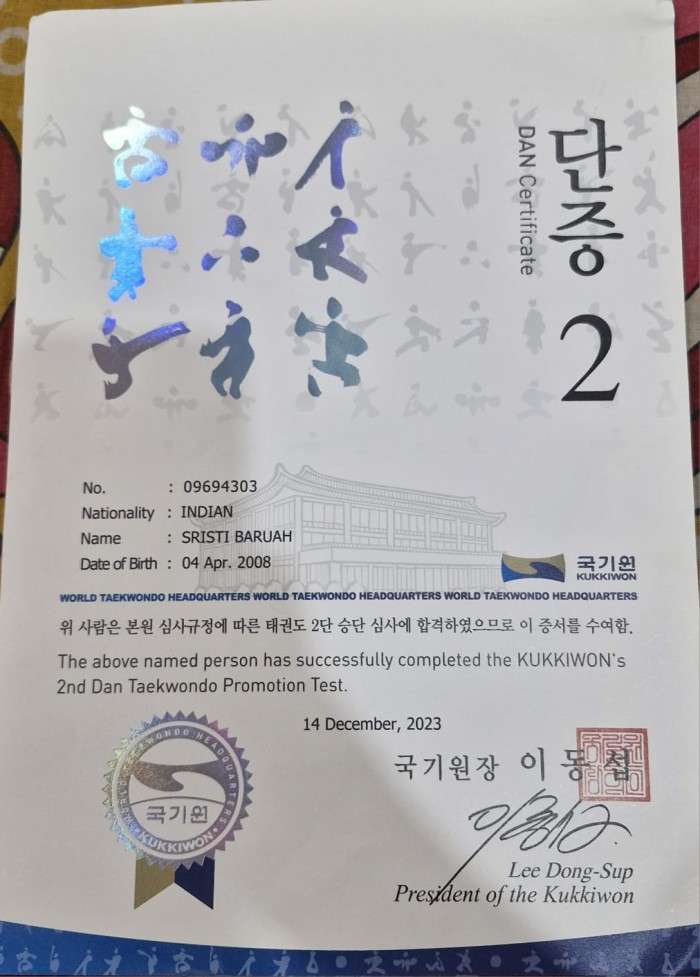 단증
DAN Certificate
2
No. : 09694303
Nationality : INDIAN
Name : SRISTI BARUAH
Date of Birth : 04 Apr. 2008
국기원
KUKKIWON
WORLD TAEKWONDO HEADQUARTERS WORLD TAEKWONDO HEADQUARTERS WORLD TAEKWONDO HEADQUARTERS
위 사람은 본원 심사규정에 따른 태권도 2단 승단 심사에 합격하였으므로 이 증서를 수여함.
The above named person has successfully completed the KUKKIWON's
2nd Dan Taekwondo Promotion Test.
14 December, 2023
국기원장 이동섭
WORLD TAEKWONDO HEADQUARTERS
국기원
KUKKIWON
Lee Dong-Sup
President of the Kukkiwon